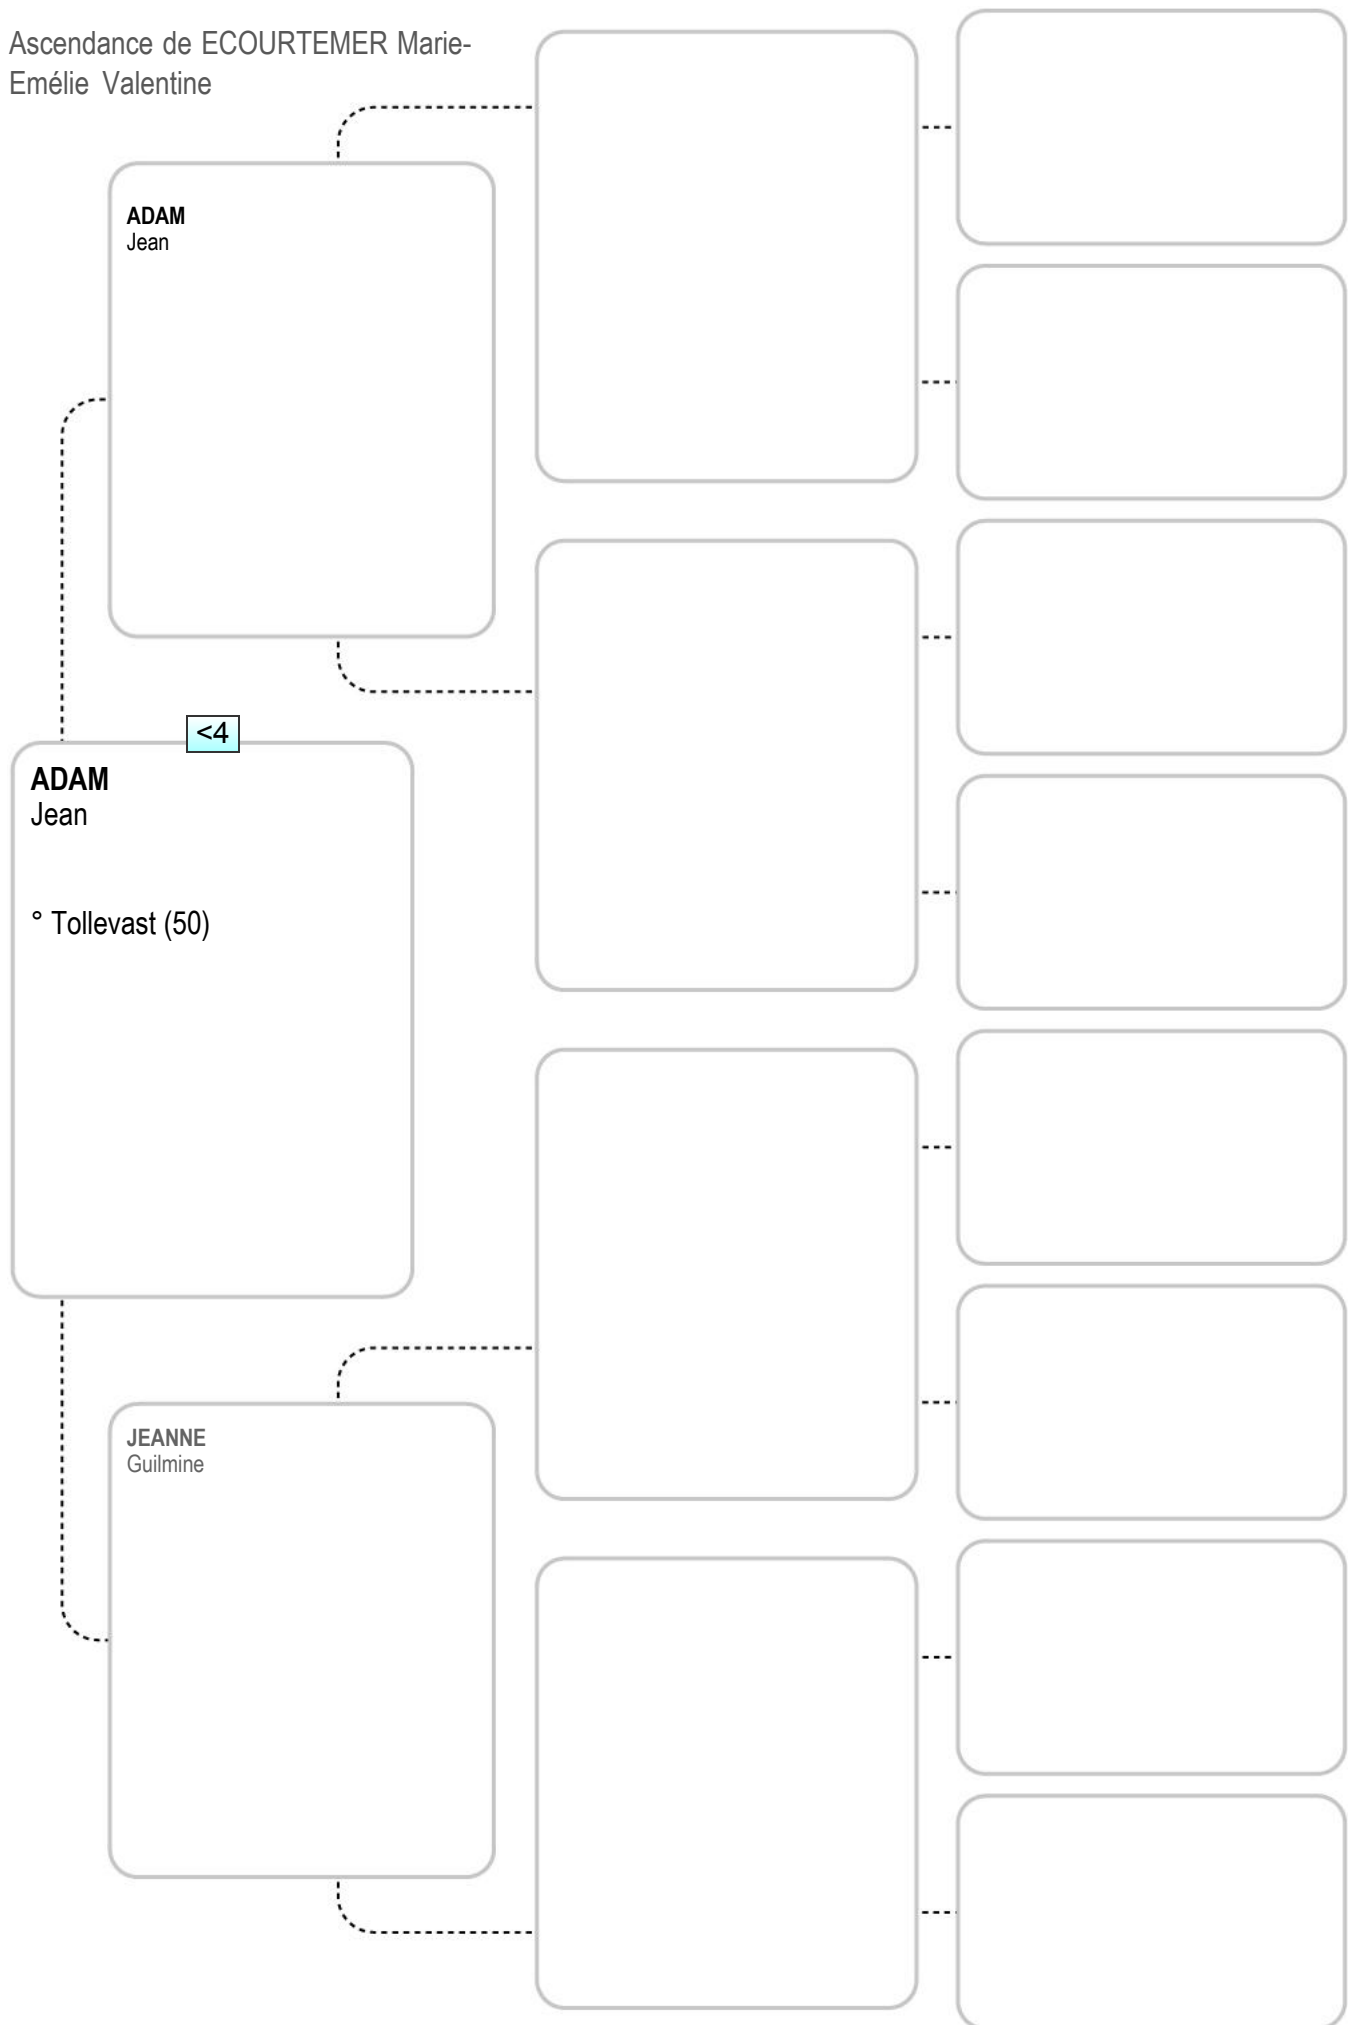 Ascendance de ECOURTEMER Marie-
Emélie Valentine
ADAM
Jean
<4
ADAM
Jean
° Tollevast (50)
JEANNE
Guilmine